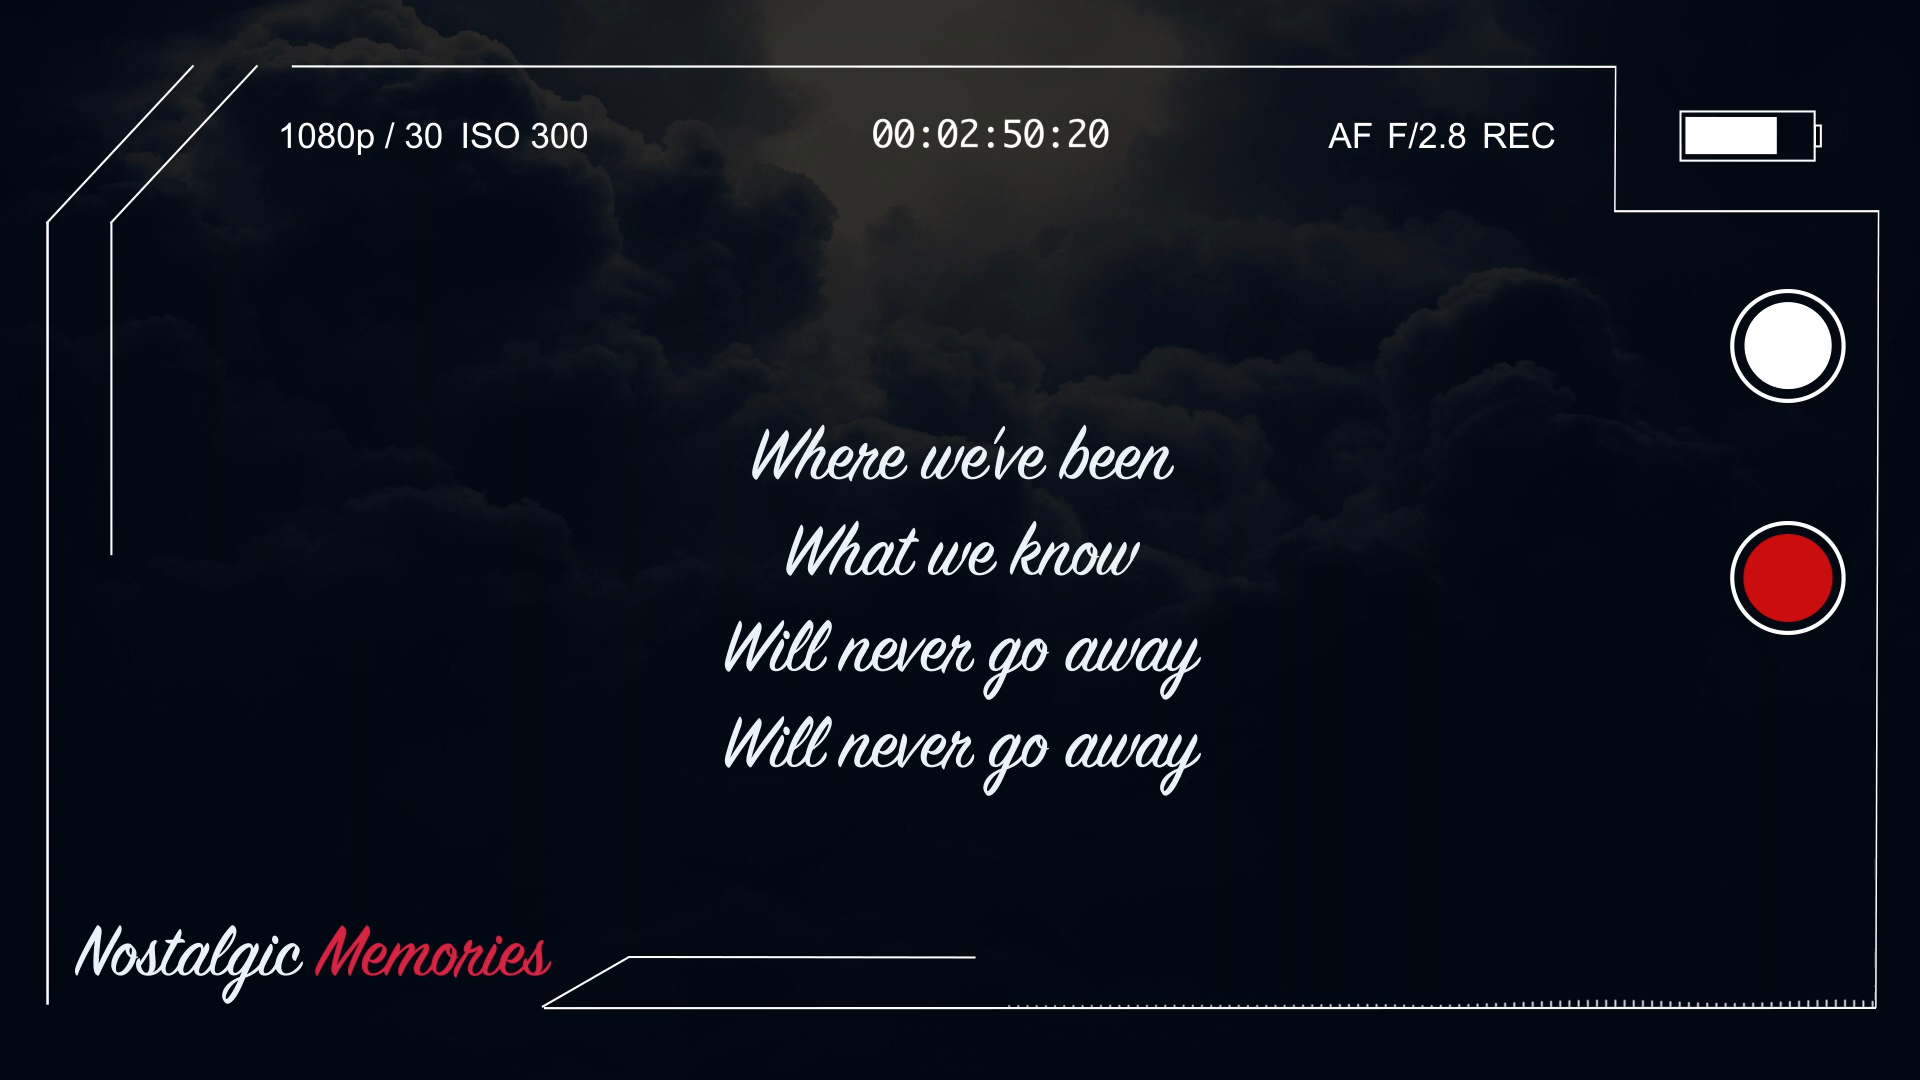 1080p / 30 ISO 300 00:02:50:20 AF F/2.8 REC
Where we've been
What we know
Will never go away
Will never go away
Nostalgic Memories